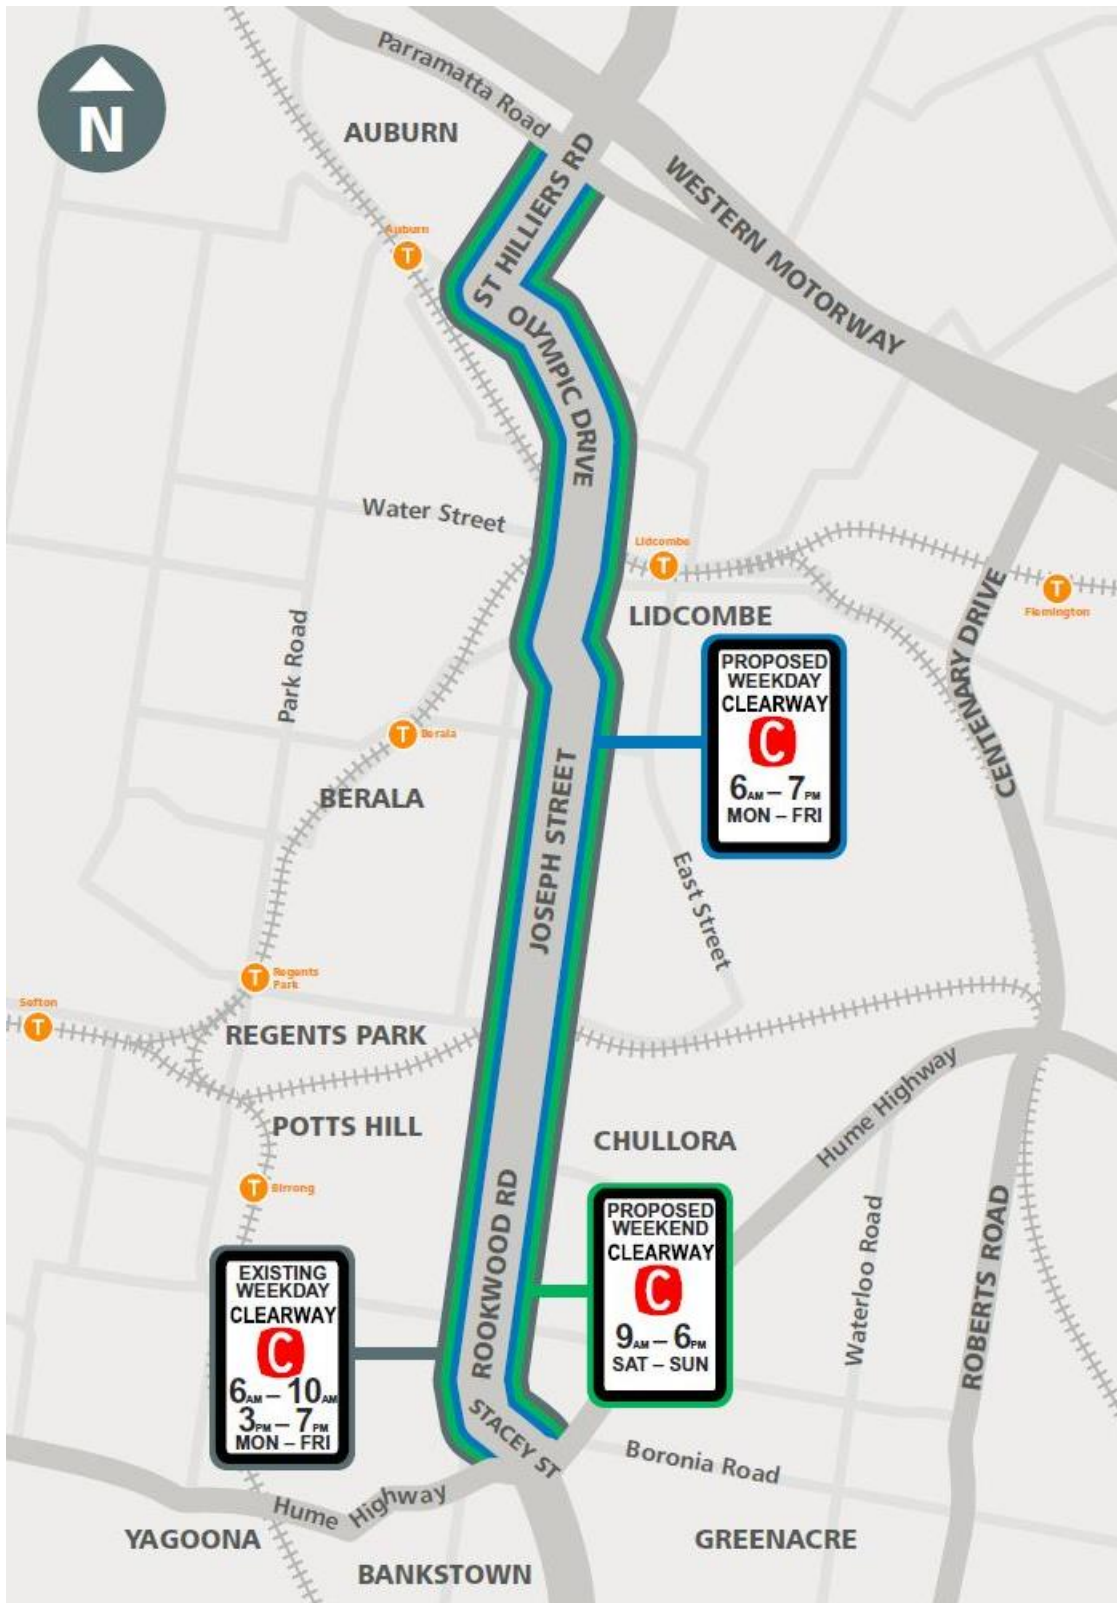 N
Parramatta Road
AUBURN
ST HILLIERS RD
WESTERN MOTORWAY
Auburn
T
OLYMPIC DRIVE
Water Street
Lidcombe
T
T
Flemington
LIDCOMBE
CENTENARY DRIVE
Park Road
PROPOSED
WEEKDAY
CLEARWAY
C
6AM – 7PM
MON – FRI
T
Berala
BERALA
JOSEPH STREET
East Street
T
Regents
Park
Sefton
T
REGENTS PARK
Hume Highway
POTTS HILL
CHULLORA
T
Birrong
ROOKWOOD RD
PROPOSED
WEEKEND
CLEARWAY
C
9AM – 6PM
SAT – SUN
Waterloo Road
ROBERTS ROAD
EXISTING
WEEKDAY
CLEARWAY
C
6AM – 10AM
3PM – 7PM
MON – FRI
STACEY ST
Boronia Road
Hume Highway
YAGOONA
GREENACRE
BANKSTOWN